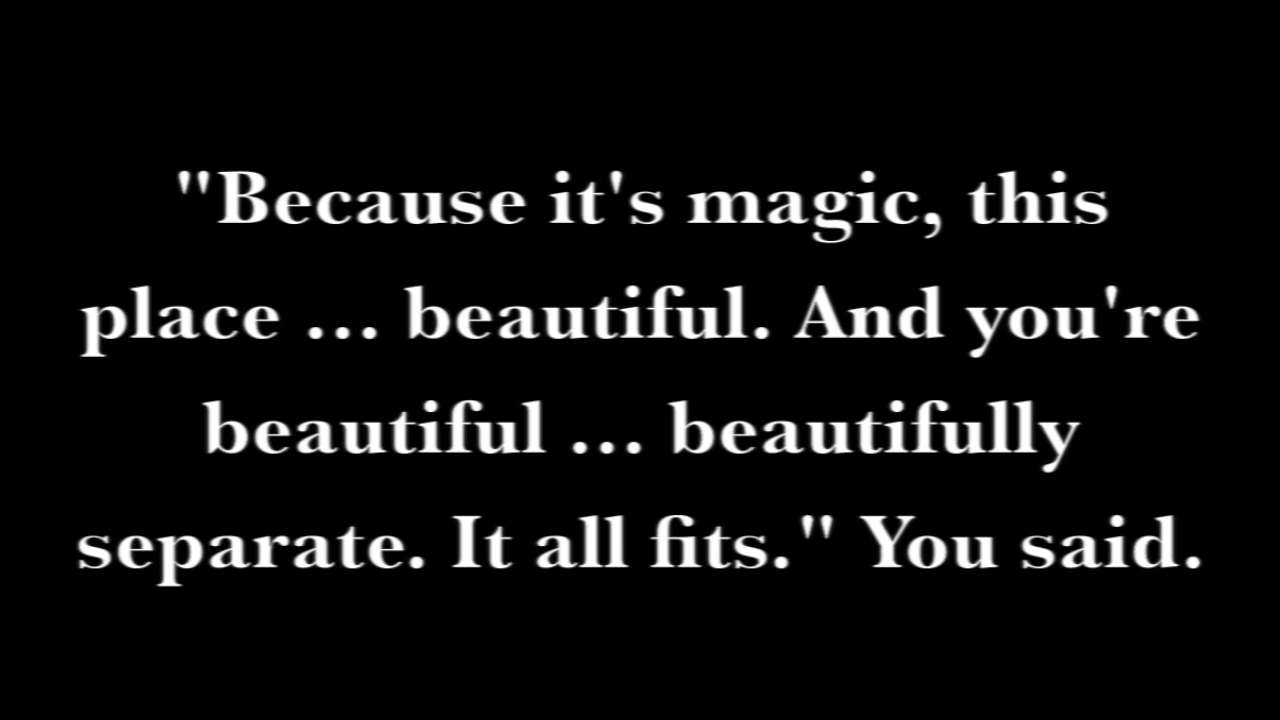 "Because it's magic, this
place ... beautiful. And you're
beautiful ... beautifully
separate. It all fits." You said.